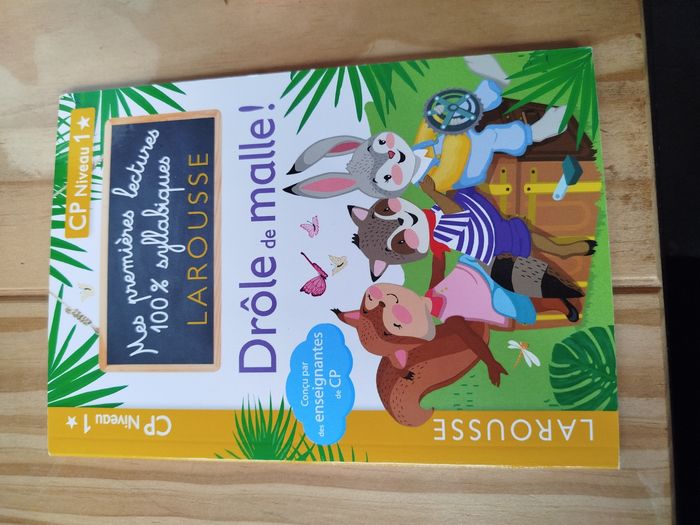 CP Niveau 1
Mes premières lectures
100% syllabiques
LAROUSSE
Drôle de malle !
Conçu par
des enseignantes
de CP
CP Niveau 1
LAROUSSE